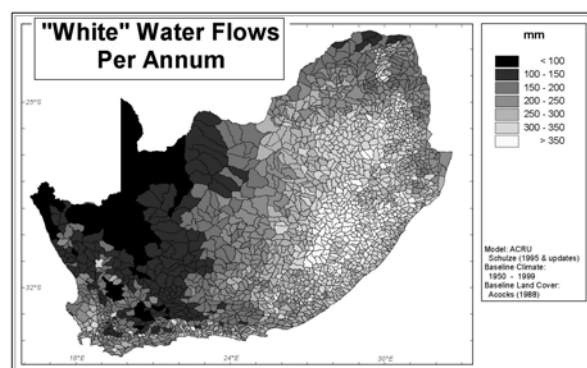 "White" Water Flows
Per Annum
mm
< 100
100 - 150
150 - 200
200 - 250
250 - 300
300 - 350
> 350
25°S
32°S
18°E
24°E
30°E
Model: ACRU
Schulze (1995 & updates)
Baseline Climate:
1950 - 1999
Baseline Land Cover:
Acocks (1988)